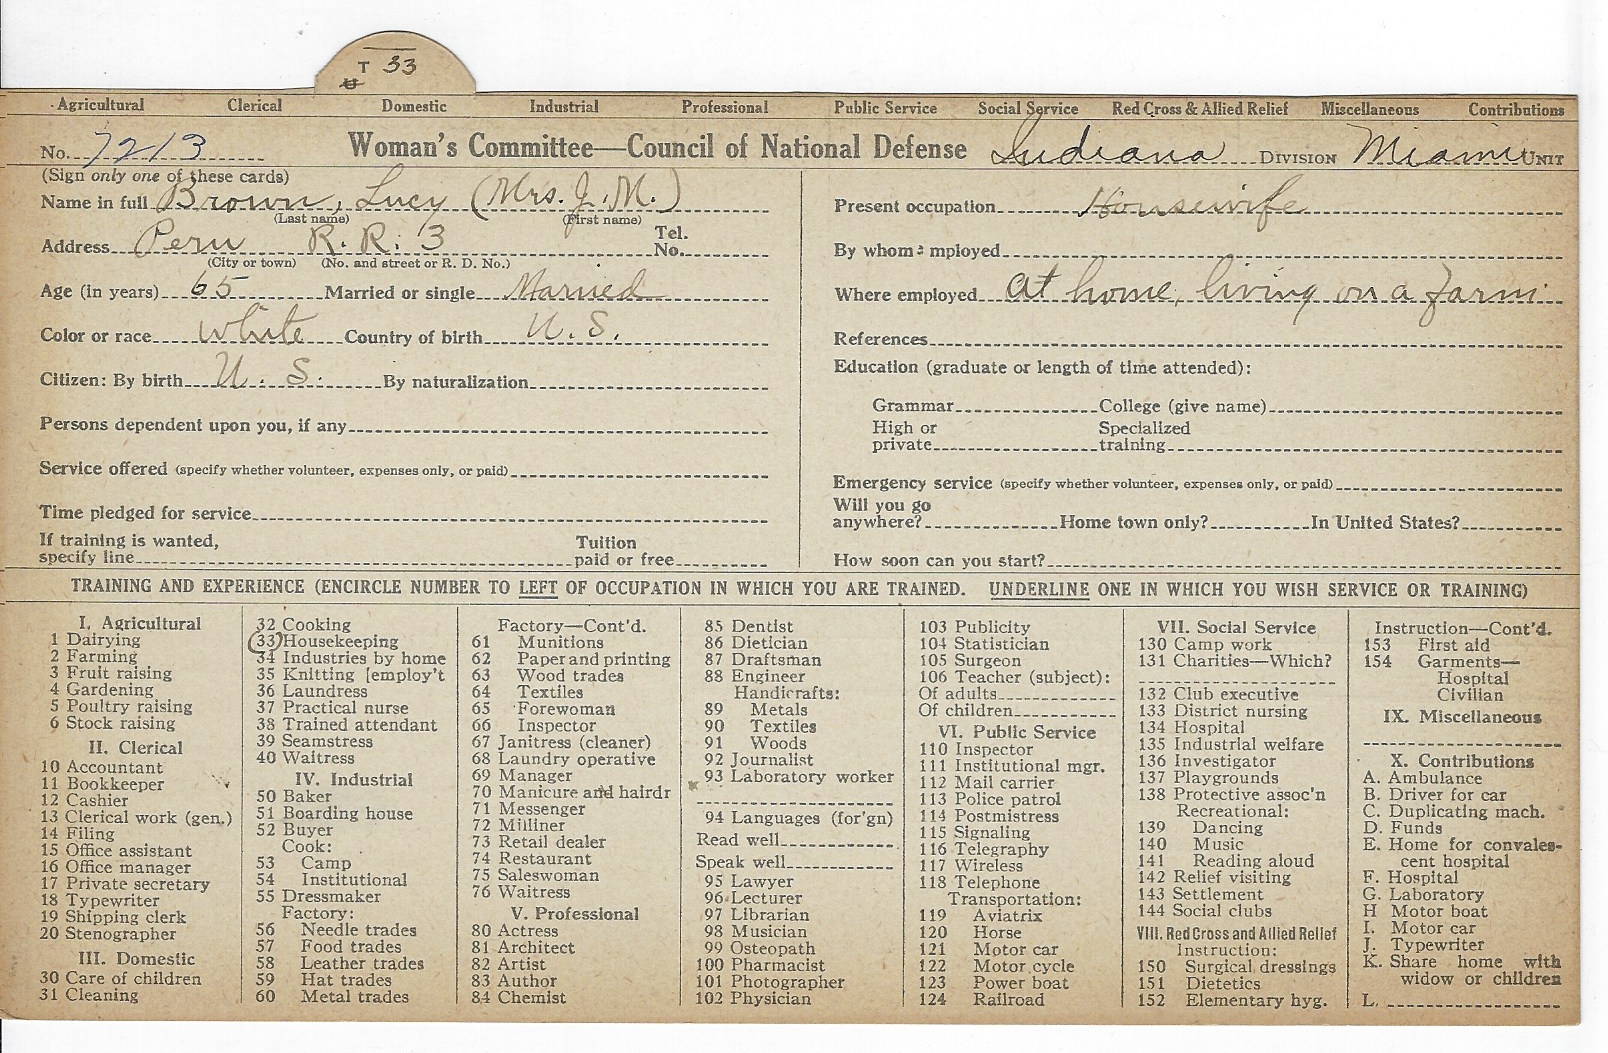 T 33
U
Agricultural Clerical Domestic Industrial Professional Public Service Social Service Red Cross & Allied Relief Miscellaneous Contributions
No. 7213 Woman's Committee—Council of National Defense Indiana DIVISION Miami UNIT
(Sign only one of these cards)
Name in full Brown, Lucy (Mrs. J. M.)
(Last name) (First name)
Address Peru R. R. 3 Tel. No.
(City or town) (No. and street or R. D. No.)
Age (in years) 65 Married or single Married
Color or race white Country of birth U. S.
Citizen: By birth U. S. By naturalization
Persons dependent upon you, if any
Service offered (specify whether volunteer, expenses only, or paid)
Time pledged for service
If training is wanted, Tuition
specify line paid or free
Present occupation Housewife
By whom emploed
Where employed at home, living on a farm
References
Education (graduate or length of time attended):
Grammar College (give name)
High or Specialized
private training
Emergency service (specify whether volunteer, expenses only, or paid)
Will you go
anywhere? Home town only? In United States?
How soon can you start?
TRAINING AND EXPERIENCE (ENCIRCLE NUMBER TO LEFT OF OCCUPATION IN WHICH YOU ARE TRAINED. UNDERLINE ONE IN WHICH YOU WISH SERVICE OR TRAINING)
I. Agricultural
1 Dairying
2 Farming
3 Fruit raising
4 Gardening
5 Poultry raising
6 Stock raising
II. Clerical
10 Accountant
11 Bookkeeper
12 Cashier
13 Clerical work (gen.)
14 Filing
15 Office assistant
16 Office manager
17 Private secretary
18 Typewriter
19 Shipping clerk
20 Stenographer
III. Domestic
30 Care of children
31 Cleaning
32 Cooking
33 Housekeeping
34 Industries by home
35 Knitting [employ't
36 Laundress
37 Practical nurse
38 Trained attendant
39 Seamstress
40 Waitress
IV. Industrial
50 Baker
51 Boarding house
52 Buyer
Cook:
53 Camp
54 Institutional
55 Dressmaker
Factory:
56 Needle trades
57 Food trades
58 Leather trades
59 Hat trades
60 Metal trades
Factory—Cont'd.
61 Munitions
62 Paper and printing
63 Wood trades
64 Textiles
65 Forewoman
66 Inspector
67 Janitress (cleaner)
68 Laundry operative
69 Manager
70 Manicure and hairdr
71 Messenger
72 Milliner
73 Retail dealer
74 Restaurant
75 Saleswoman
76 Waitress
V. Professional
80 Actress
81 Architect
82 Artist
83 Author
84 Chemist
85 Dentist
86 Dietician
87 Draftsman
88 Engineer
Handicrafts:
89 Metals
90 Textiles
91 Woods
92 Journalist
93 Laboratory worker
94 Languages (for'gn)
Read well
Speak well
95 Lawyer
96 Lecturer
97 Librarian
98 Musician
99 Osteopath
100 Pharmacist
101 Photographer
102 Physician
103 Publicity
104 Statistician
105 Surgeon
106 Teacher (subject):
Of adults
Of children
VI. Public Service
110 Inspector
111 Institutional mgr.
112 Mail carrier
113 Police patrol
114 Postmistress
115 Signaling
116 Telegraphy
117 Wireless
118 Telephone
Transportation:
119 Aviatrix
120 Horse
121 Motor car
122 Motor cycle
123 Power boat
124 Railroad
VII. Social Service
130 Camp work
131 Charities—Which?
132 Club executive
133 District nursing
134 Hospital
135 Industrial welfare
136 Investigator
137 Playgrounds
138 Protective assoc'n
Recreational:
139 Dancing
140 Music
141 Reading aloud
142 Relief visiting
143 Settlement
144 Social clubs
VIII. Red Cross and Allied Relief
Instruction:
150 Surgical dressings
151 Dietetics
152 Elementary hyg.
Instruction—Cont'd.
153 First aid
154 Garments—
Hospital
Civilian
IX. Miscellaneous
X. Contributions
A. Ambulance
B. Driver for car
C. Duplicating mach.
D. Funds
E. Home for convales-
cent hospital
F. Hospital
G. Laboratory
H Motor boat
I. Motor car
J. Typewriter
K. Share home with
widow or children
L.